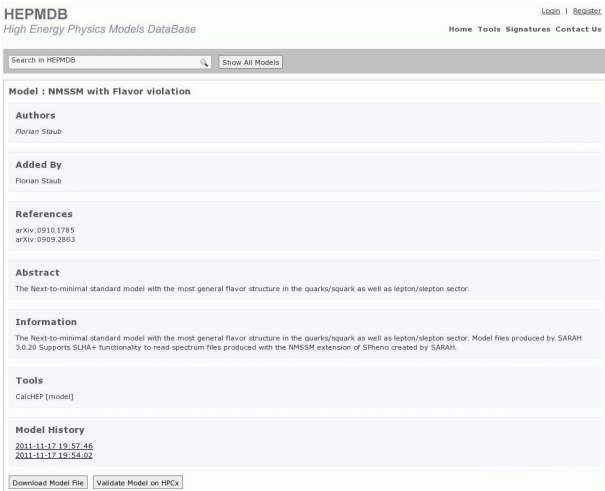 HEPMDB
High Energy Physics Models DataBase
Login | Register
Home Tools Signatures Contact Us
Search in HEPMDB
Show All Models
Model : NMSSM with Flavor violation
Authors
Florian Staub
Added By
Florian Staub
References
arXiv:0910.1785
arXiv:0909.2863
Abstract
The Next-to-minimal standard model with the most general flavor structure in the quarks/squark as well as lepton/slepton sector.
Information
The Next-to-minimal standard model with the most general flavor structure in the quarks/squark as well as lepton/slepton sector. Model files produced by SARAH
3.0.20 Supports SLHA+ functionality to read spectrum files produced with the NMSSM extension of SPheno created by SARAH.
Tools
CalcHEP [model]
Model History
2011-11-17 19:57:46
2011-11-17 19:54:02
Download Model File
Validate Model on HPCx